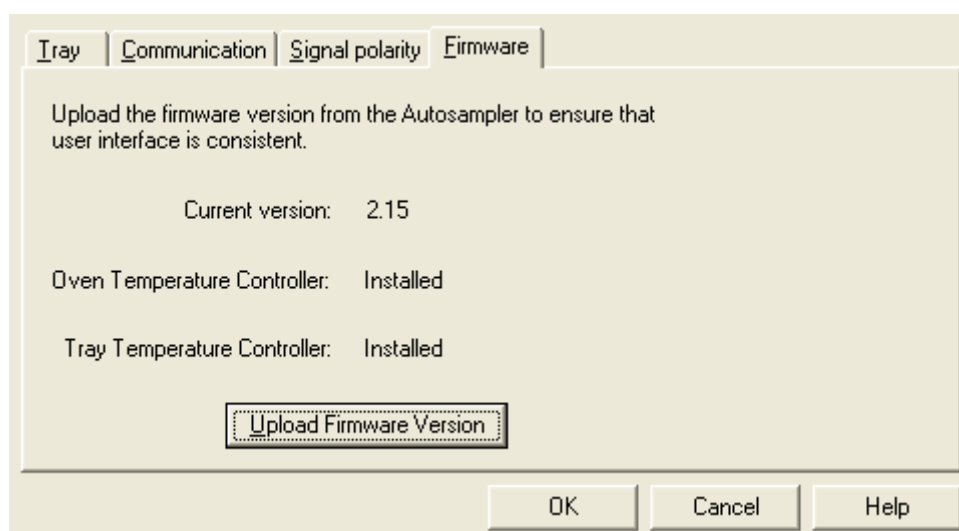 Tray Communication Signal polarity Firmware
Upload the firmware version from the Autosampler to ensure that
user interface is consistent.
Current version: 2.15
Oven Temperature Controller: Installed
Tray Temperature Controller: Installed
Upload Firmware Version
OK Cancel Help